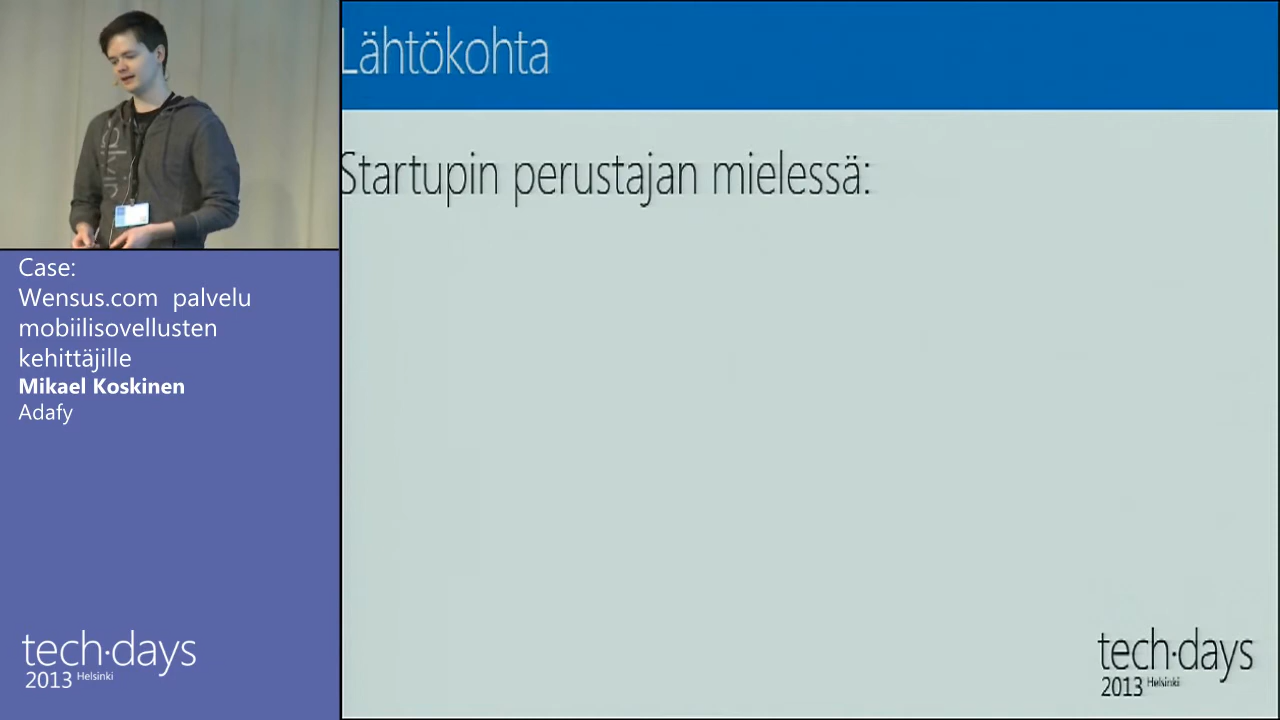 Lähtökohta
Startupin perustajan mielessä:
Case:
Wensus.com palvelu
mobiilisovellusten
kehittäjille
Mikael Koskinen
Adafy
tech·days
2013 Helsinki
tech·days
2013 Helsinki